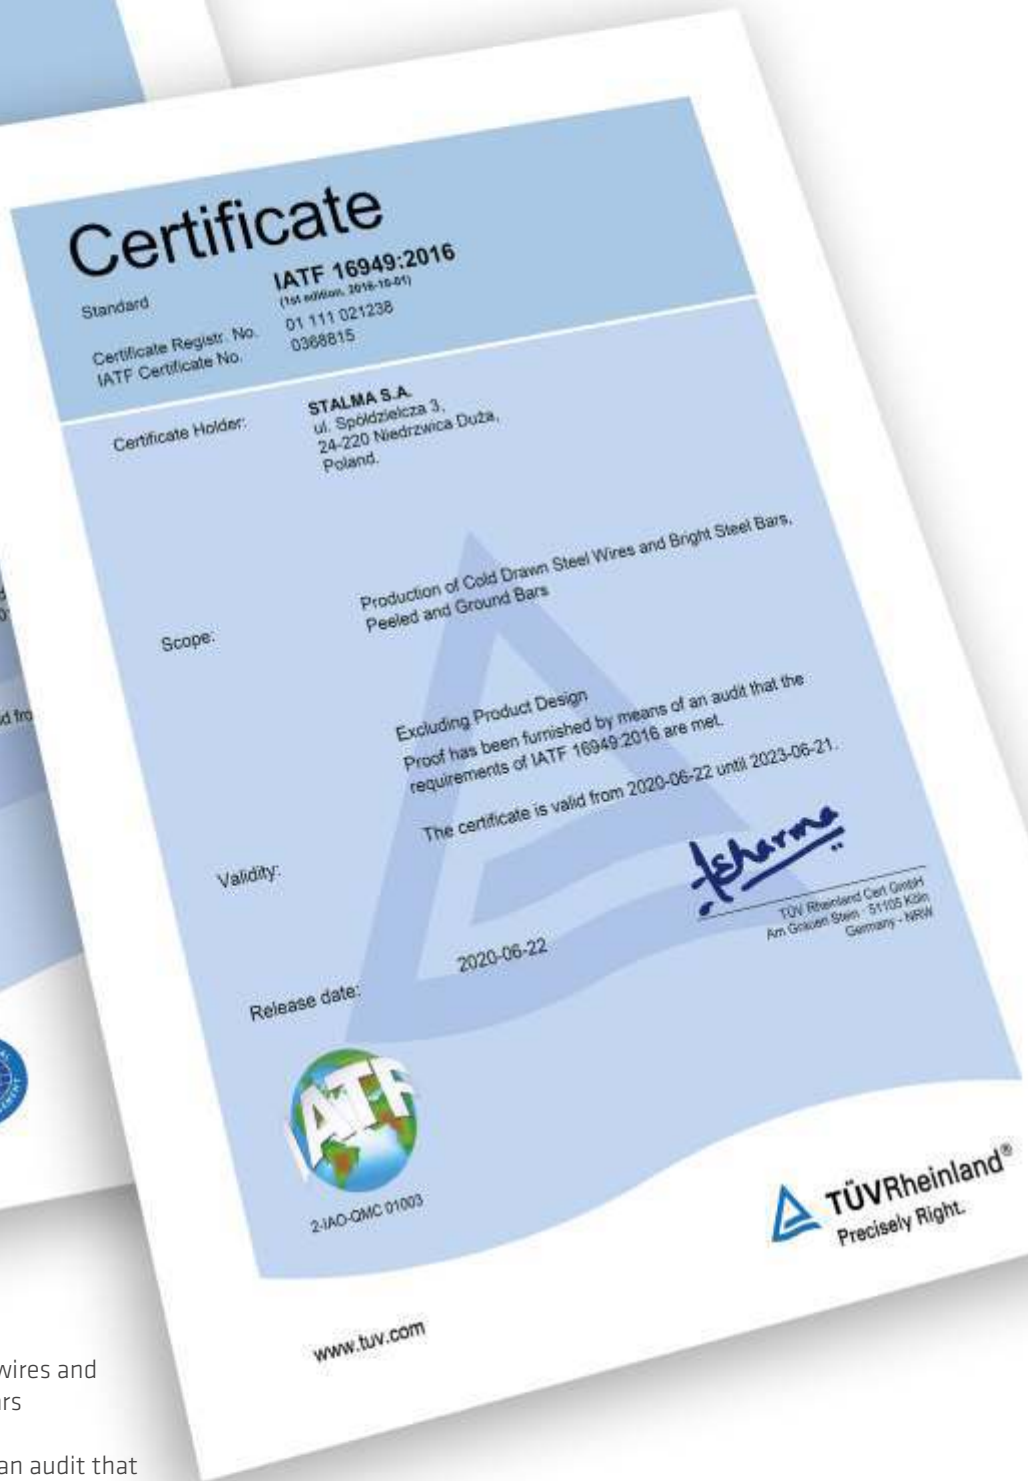 Certificate
Standard
IATF 16949:2016
(1st edition, 2016-10-01)
Certificate Registr. No.
01 111 021238
IATF Certificate No.
0368815
Certificate Holder:
STALMA S.A.
ul. Spółdzielcza 3,
24-220 Niedrzwica Duża,
Poland.
Scope:
Production of Cold Drawn Steel Wires and Bright Steel Bars,
Peeled and Ground Bars
Excluding Product Design
Proof has been furnished by means of an audit that the
requirements of IATF 16949:2016 are met.
Validity:
The certificate is valid from 2020-06-22 until 2023-06-21.
Sharma
TÜV Rheinland Cert GmbH
Am Grauen Stein · 51105 Köln
Germany - NRW
Release date:
2020-06-22
IATF
2-IAO-QMC 01003
TÜVRheinland®
Precisely Right.
www.tuv.com
wires and
an audit that